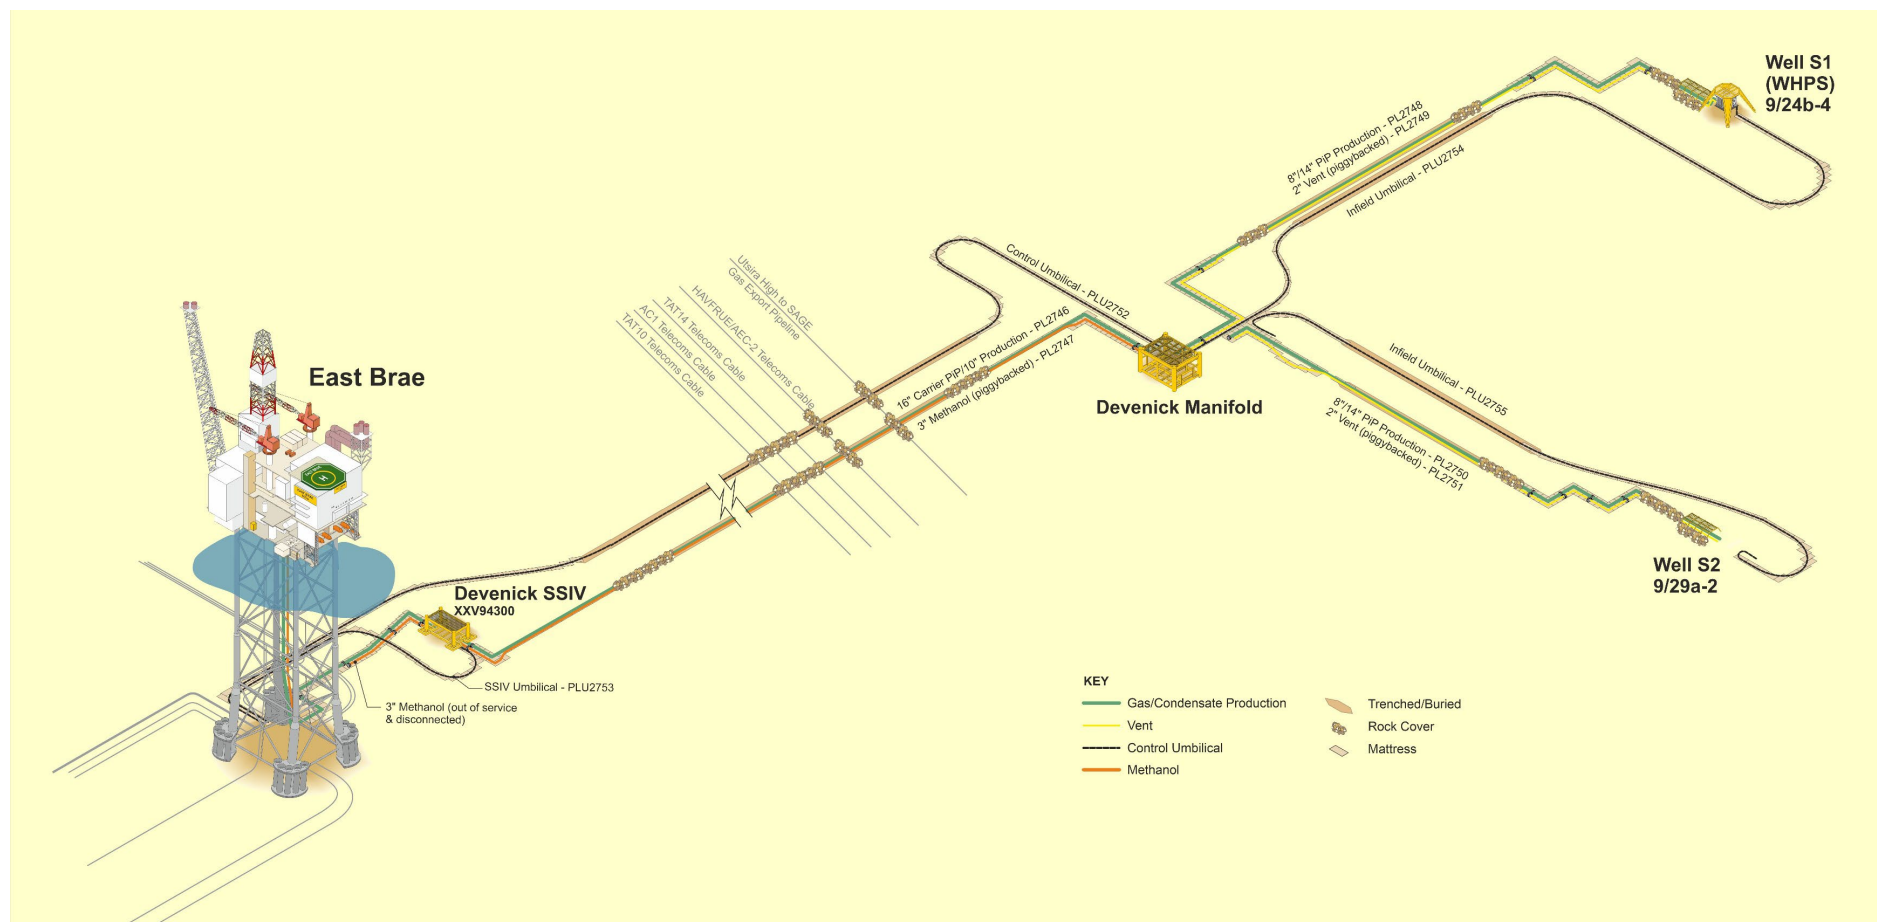 Well S1
(WHPS)
9/24b-4
8"/14" PiP Production - PL2748
2" Vent (piggybacked) - PL2749
Infield Umbilical - PLU2754
Control Umbilical - PLU2752
Utsira High to SAGE
Gas Export Pipeline
HAVFRUE/AEC-2 Telecoms Cable
TAT14 Telecoms Cable
AC1 Telecoms Cable
TAT10 Telecoms Cable
16" Carrier PiP/10" Production - PL2746
3" Methanol (piggybacked) - PL2747
East Brae
Devenick Manifold
Infield Umbilical - PLU2755
8"/14" PiP Production - PL2750
2" Vent (piggybacked) - PL2751
Well S2
9/29a-2
Devenick SSIV
XXV94300
SSIV Umbilical - PLU2753
3" Methanol (out of service
& disconnected)
KEY
Gas/Condensate Production
Vent
Control Umbilical
Methanol
Trenched/Buried
Rock Cover
Mattress
H